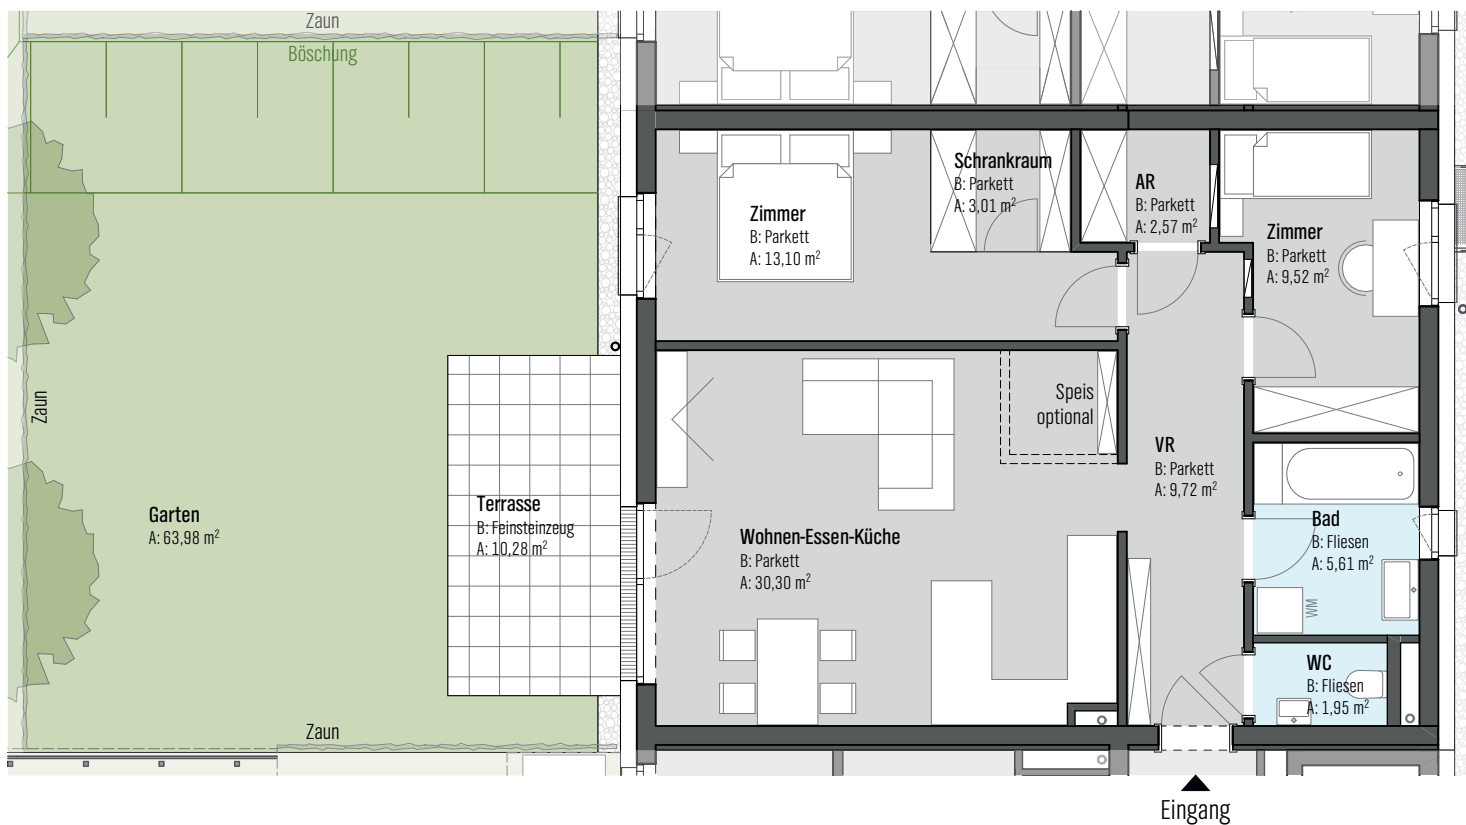 Zaun
Böschung
Schrankraum
B: Parkett
A: 3,01 m²
AR
B: Parkett
A: 2,57 m²
Zimmer
B: Parkett
A: 13,10 m²
Zimmer
B: Parkett
A: 9,52 m²
Zaun
Speis
optional
VR
B: Parkett
A: 9,72 m²
Garten
A: 63,98 m²
Terrasse
B: Feinsteinzeug
A: 10,28 m²
Wohnen-Essen-Küche
B: Parkett
A: 30,30 m²
Bad
B: Fliesen
A: 5,61 m²
WM
WC
B: Fliesen
A: 1,95 m²
Zaun
Eingang